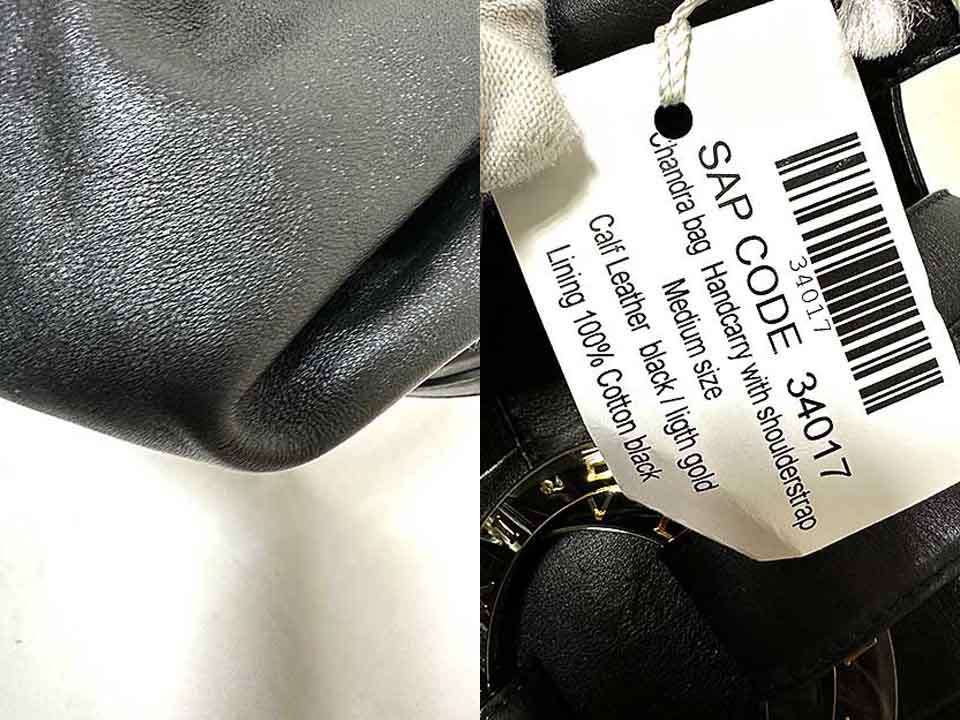 34017
SAP CODE 34017
Chandra bag Handcarry with shoulderstrap
Medium size
Calf Leather black / ligth gold
Lining 100% Cotton black